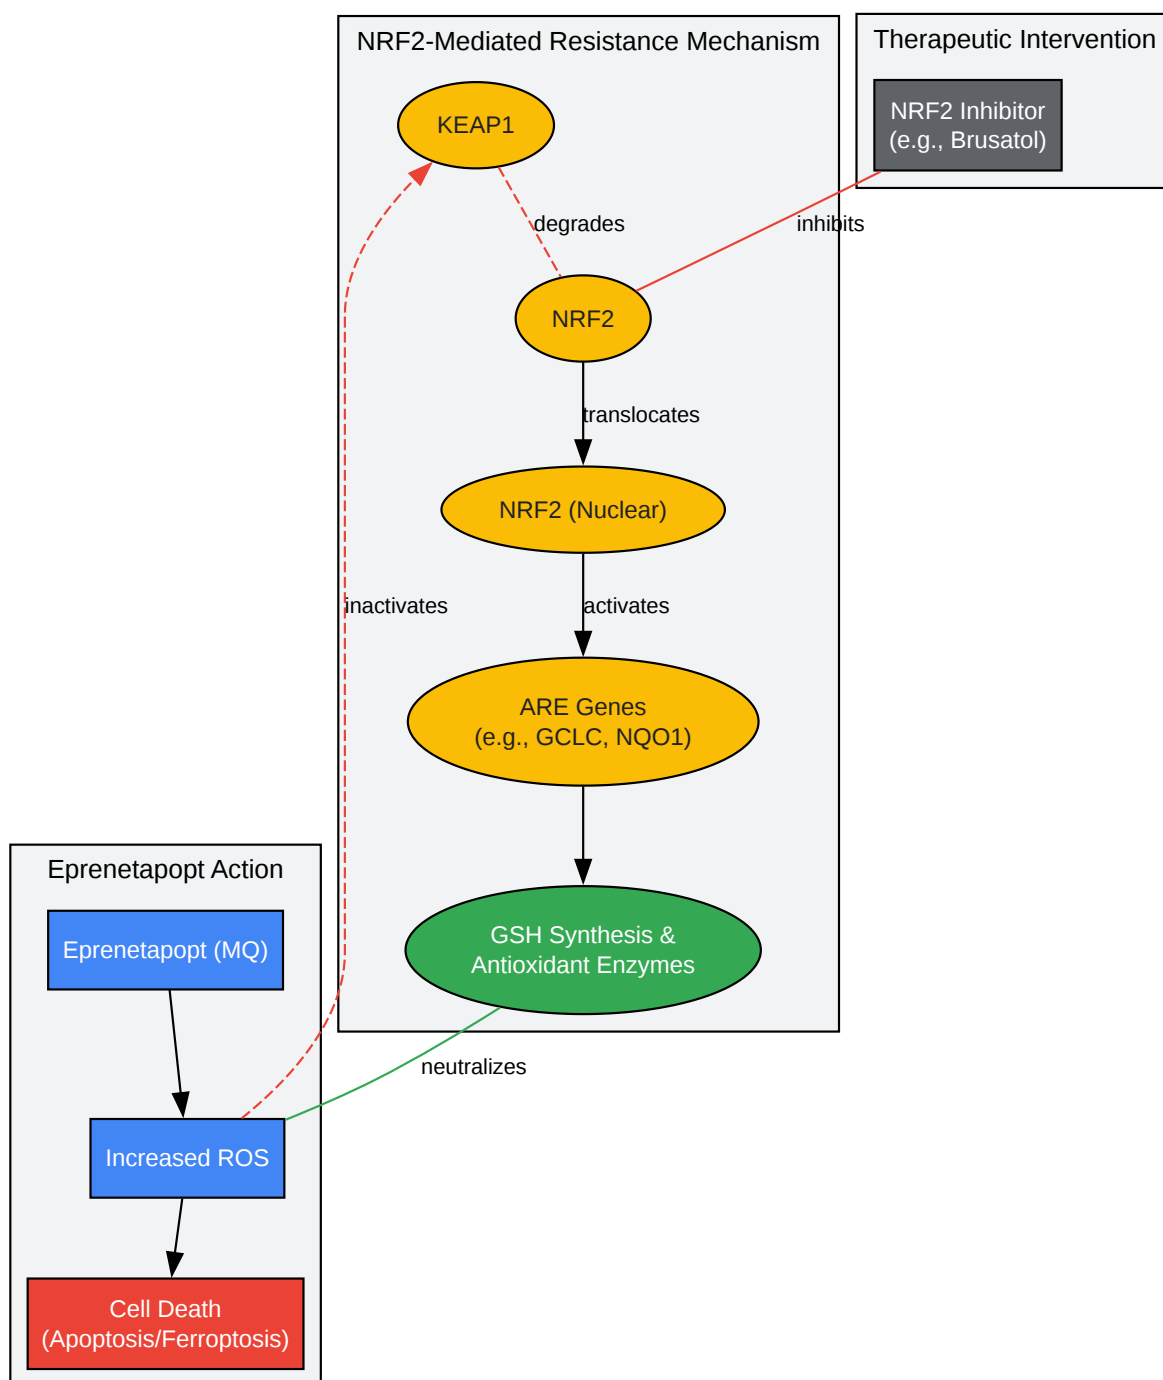 NRF2-Mediated Resistance Mechanism
Therapeutic Intervention
KEAP1
NRF2 Inhibitor
(e.g., Brusatol)
degrades
inhibits
NRF2
translocates
NRF2 (Nuclear)
inactivates
activates
ARE Genes
(e.g., GCLC, NQO1)
Eprenetapopt Action
Eprenetapopt (MQ)
GSH Synthesis &
Antioxidant Enzymes
neutralizes
Increased ROS
Cell Death
(Apoptosis/Ferroptosis)